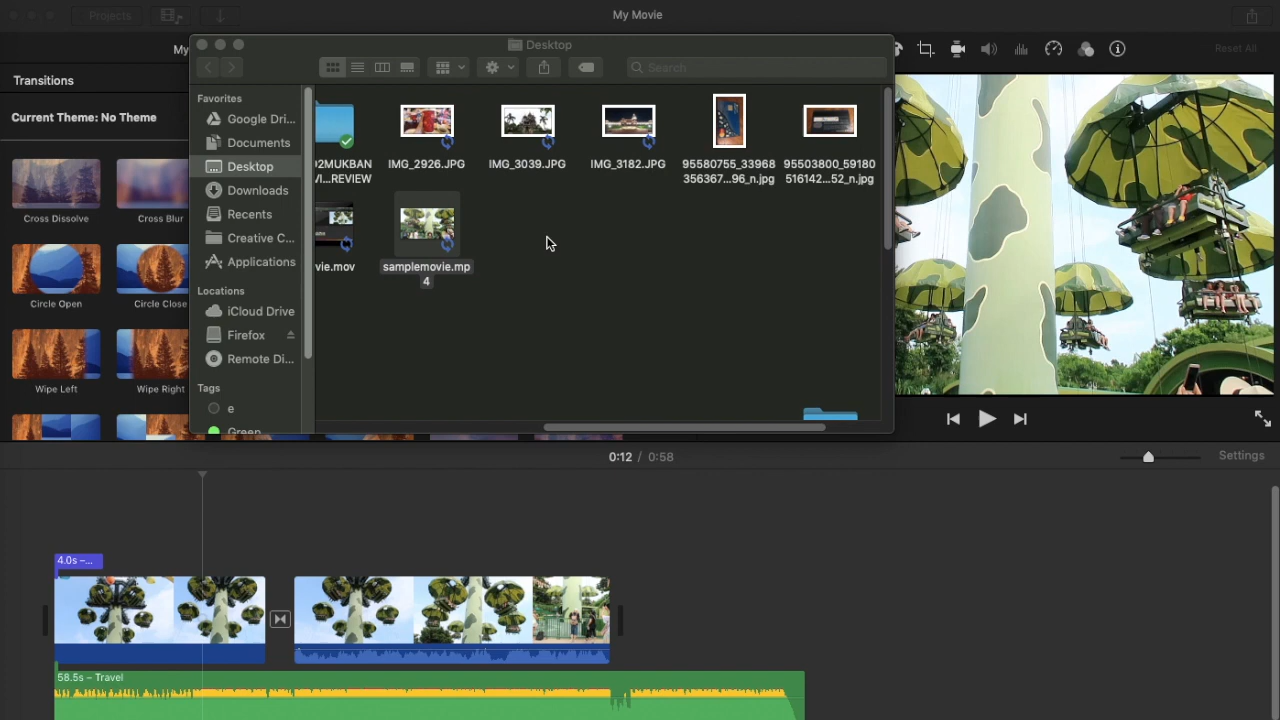 Projects
My Movie
My
Reset All
Desktop
Search
Transitions
Current Theme: No Theme
Cross Dissolve
Cross Blur
Circle Open
Circle Close
Wipe Left
Wipe Right
Favorites
Google Dri...
Documents
Desktop
Downloads
Recents
Creative C...
Applications
Locations
iCloud Drive
Firefox
Remote Di...
Tags
e
Green
02MUKBAN
VI...REVIEW
IMG_2926.JPG
IMG_3039.JPG
IMG_3182.JPG
95580755_33968
356367...96_n.jpg
95503800_59180
516142...52_n.jpg
vie.mov
samplemovie.mp
4
0:12 / 0:58
Settings
4.0s –...
58.5s – Travel